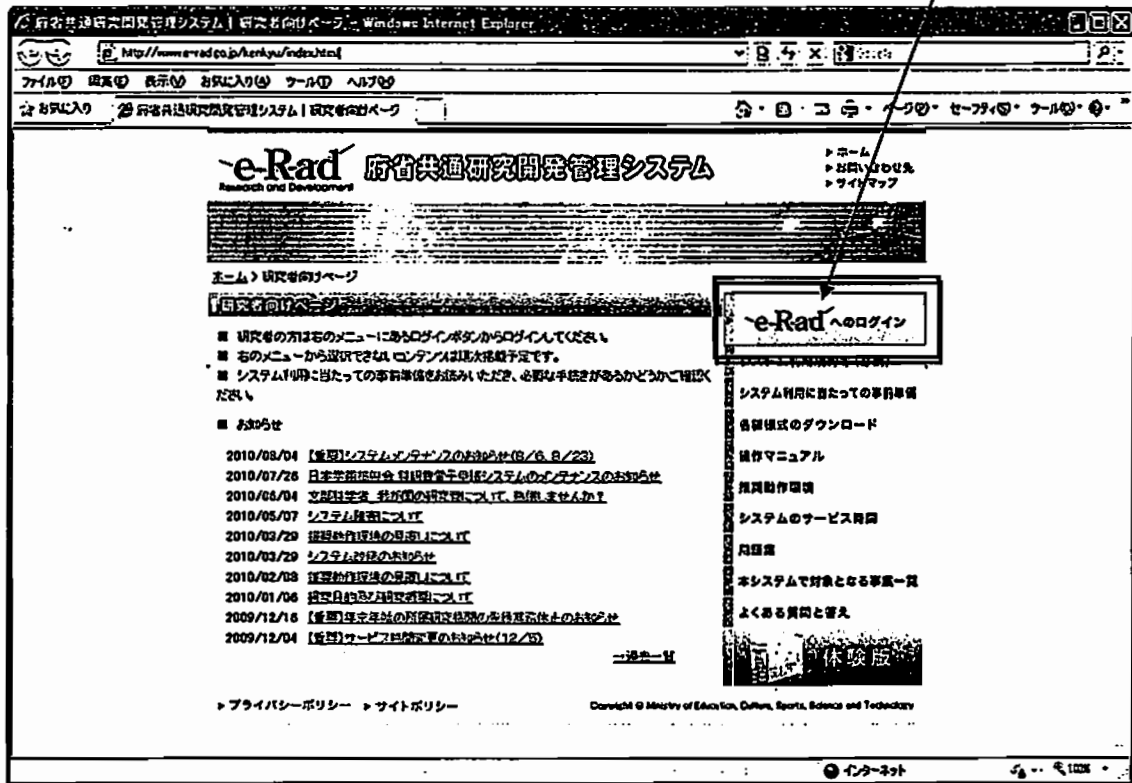 府省共通研究開発管理システム | 研究者向けページ - Windows Internet Explorer
http://www.e-rad.go.jp/kenkyu/index.html
ファイル(F) 編集(E) 表示(V) お気に入り(A) ツール(T) ヘルプ(H)
お気に入り 府省共通研究開発管理システム | 研究者向けページ
ページ(P) セーフティ(S) ツール(O)
e-Rad
Research and Development
府省共通研究開発管理システム
ホーム
お問い合わせ先
サイトマップ
ホーム > 研究者向けページ
研究者向けページ
■ 研究者の方は右のメニューにあるログインボタンからログインしてください。
■ 右のメニューから選択できないコンテンツは順次掲載予定です。
■ システム利用に当たっての事前準備をお読みいただき、必要な手続きがあるかどうかご確認く
ださい。
■ お知らせ
2010/08/04 【重要】システムメンテナンスのお知らせ(8/6、8/23)
2010/07/26 日本学術振興会 科研費電子申請システムのメンテナンスのお知らせ
2010/06/04 文部科学省 我が国の研究費について、熟議しませんか?
2010/05/07 システム障害について
2010/03/29 推奨動作環境の見直しについて
2010/03/29 システム改修のお知らせ
2010/02/03 推奨動作環境の見直しについて
2010/01/06 研究目的及び研究概要について
2009/12/16
2009/12/04 【重要】サービス時間変更のお知らせ(12/5)
→過去一覧
e-Rad へのログイン
システム利用に当たっての事前準備
各種様式のダウンロード
操作マニュアル
推奨動作環境
システムのサービス時間
用語集
本システムで対象となる事業一覧
よくある質問と答え
体験版
プライバシーポリシー サイトポリシー
Copyright © Ministry of Education, Culture, Sports, Science and Technology
インターネット 100%